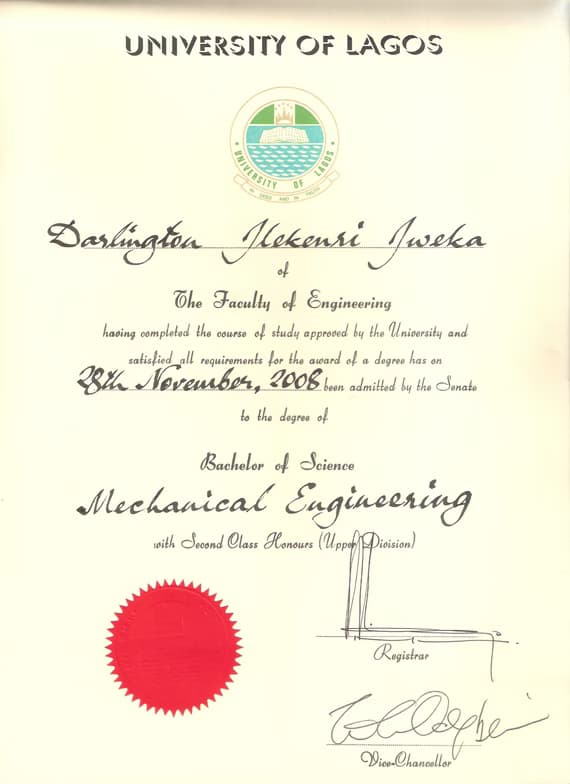 UNIVERSITY OF LAGOS
UNIVERSITY OF LAGOS
IN DEED AND IN TRUTH
Darlington Ilekenri Iweka
of
The Faculty of Engineering
having completed the course of study approved by the University and
satisfied all requirements for the award of a degree has on
28th November, 2008 been admitted by the Senate
to the degree of
Bachelor of Science
Mechanical Engineering
with Second Class Honours (Upper Division)
Registrar
Vice-Chancellor